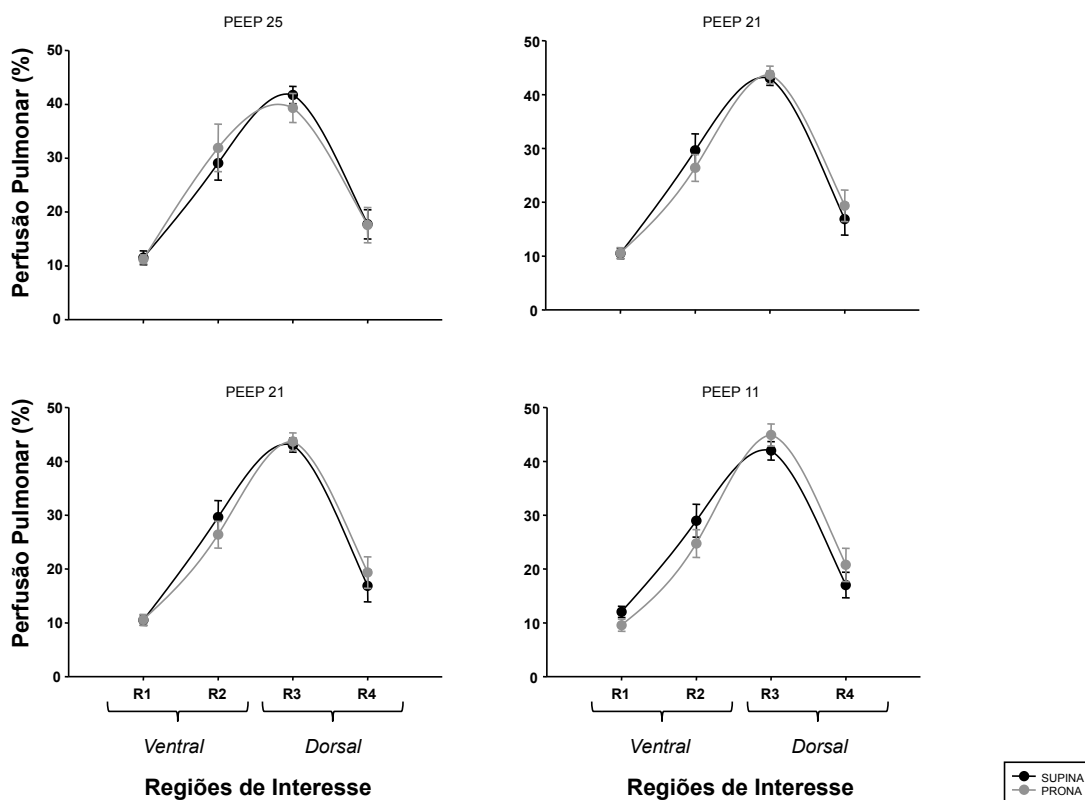 PEEP 25
PEEP 21
Perfusão Pulmonar (%)
50
40
30
20
10
0
50
40
30
20
10
0
PEEP 21
PEEP 11
Perfusão Pulmonar (%)
50
40
30
20
10
0
50
40
30
20
10
0
R1 R2 R3 R4
R1 R2 R3 R4
Ventral Dorsal
Ventral Dorsal
Regiões de Interesse
Regiões de Interesse
SUPINA
PRONA